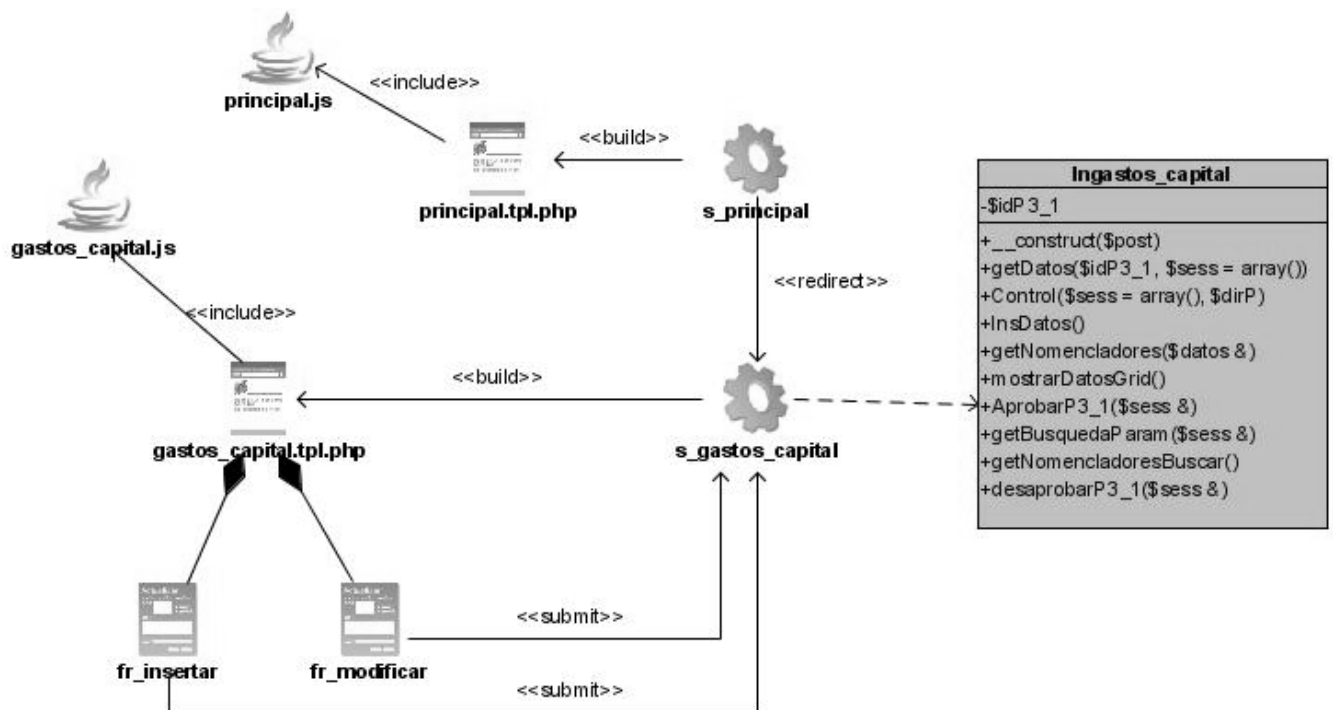 <<include>>
principal.js
<<build>>
principal.tpl.php
s_principal
gastos_capital.js
<<include>>
<<redirect>>
<<build>>
gastos_capital.tpl.php
s_gastos_capital
Ingastos_capital
-$idP3_1
+__construct($post)
+getDatos($idP3_1, $sess = array())
+Control($sess = array(), $dirP)
+InsDatos()
+getNomencladores($datos &)
+mostrarDatosGrid()
+AprobarP3_1($sess &)
+getBusquedaParam($sess &)
+getNomencladoresBuscar()
+desaprobarP3_1($sess &)
Actualizar
Actualizar
<<submit>>
fr_insertar
fr_modificar
<<submit>>